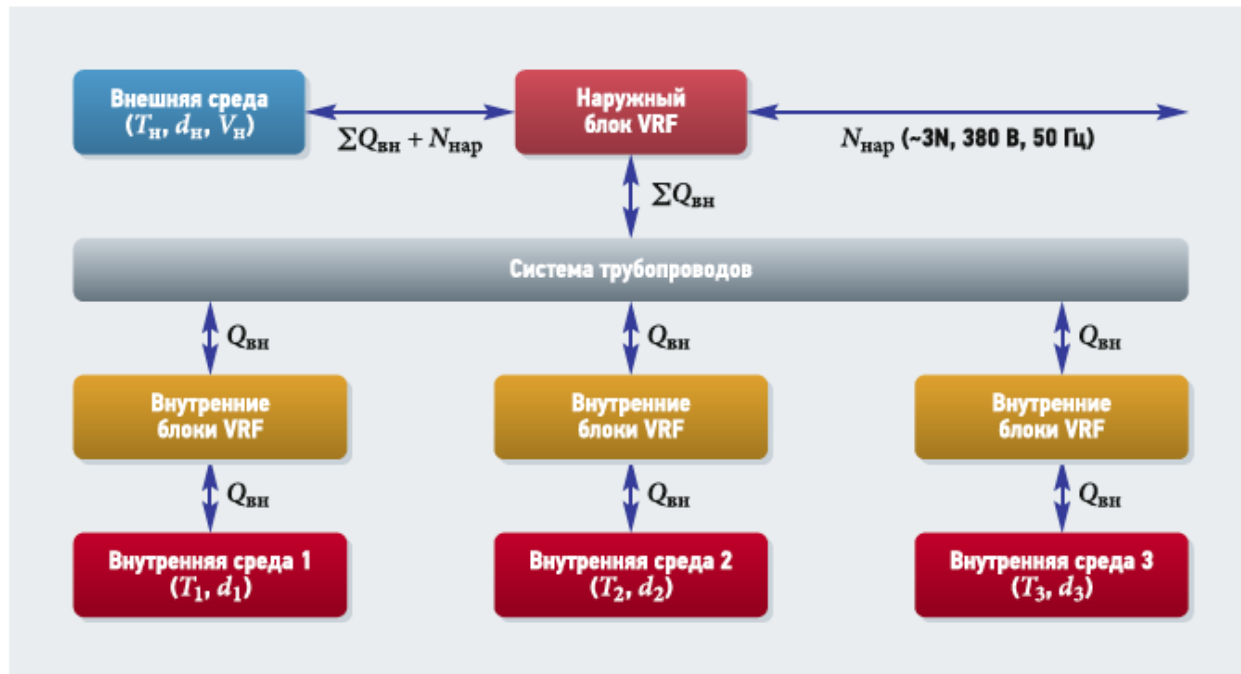 Внешняя среда
(Tн, dн, Vн)
ΣQвн + Nнар
Наружный
блок VRF
Nнар (~3N, 380 В, 50 Гц)
ΣQвн
Система трубопроводов
Qвн
Qвн
Qвн
Внутренние
блоки VRF
Внутренние
блоки VRF
Внутренние
блоки VRF
Qвн
Qвн
Qвн
Внутренняя среда 1
(T1, d1)
Внутренняя среда 2
(T2, d2)
Внутренняя среда 3
(T3, d3)